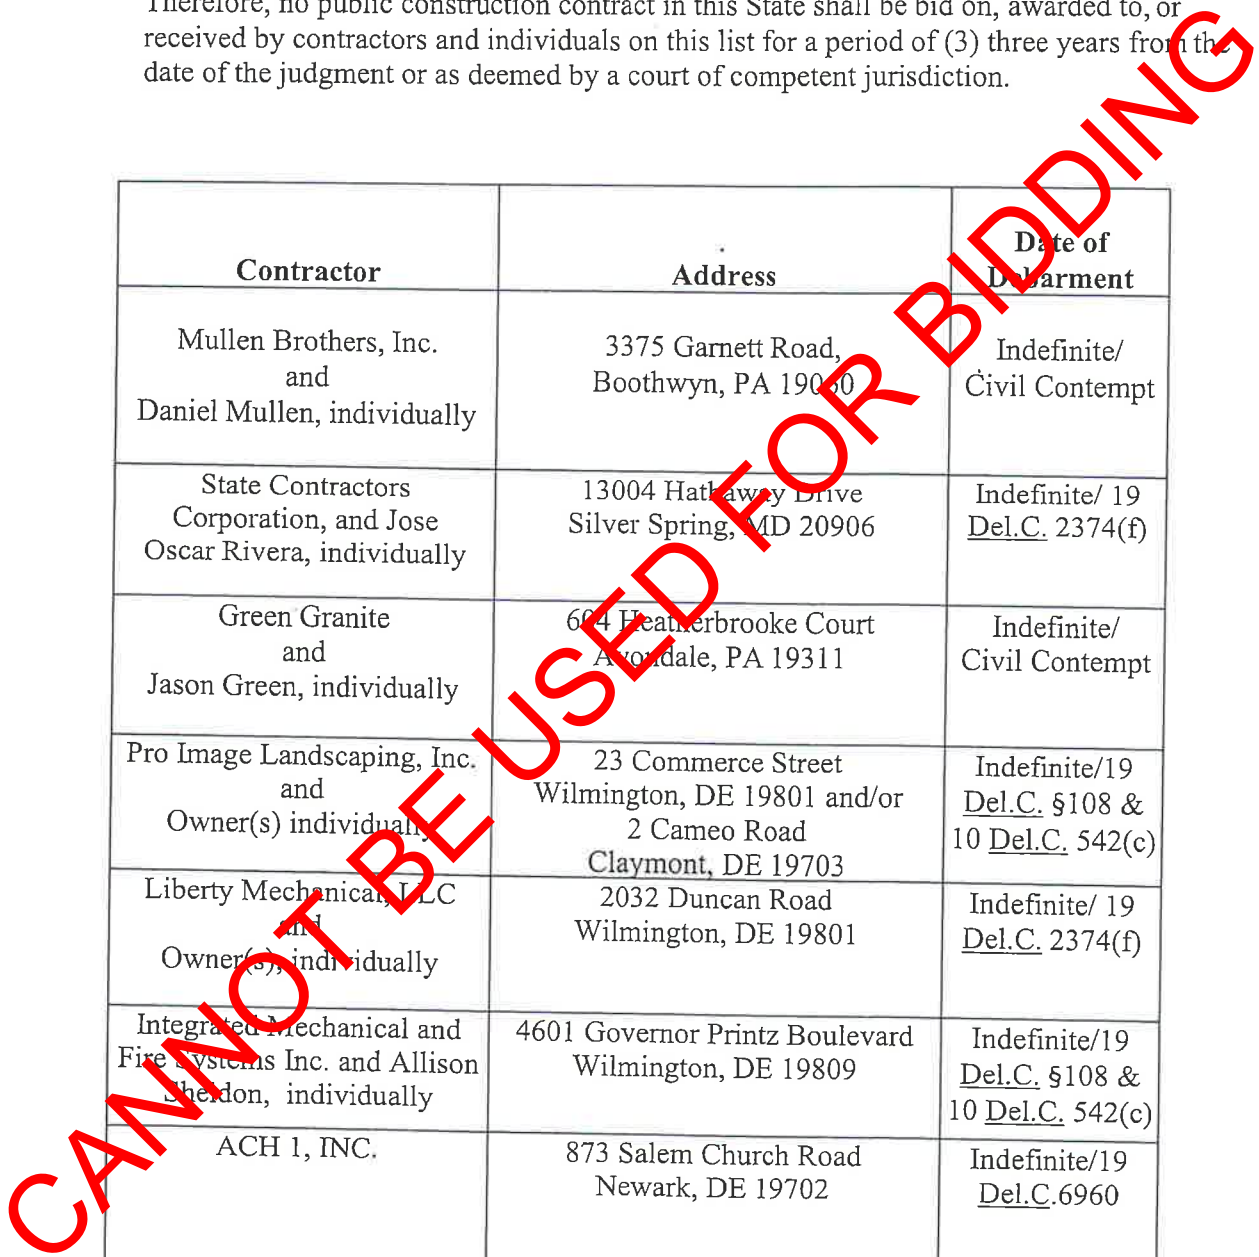 Therefore, no public construction contract in this State shall be bid on, awarded to, or
received by contractors and individuals on this list for a period of (3) three years from the
date of the judgment or as deemed by a court of competent jurisdiction.
Contractor
Address
Date of
Debarment
Mullen Brothers, Inc.
and
Daniel Mullen, individually
3375 Garnett Road,
Boothwyn, PA 19060
Indefinite/
Civil Contempt
State Contractors
Corporation, and Jose
Oscar Rivera, individually
13004 Hathaway Drive
Silver Spring, MD 20906
Indefinite/ 19
Del.C. 2374(f)
Green Granite
and
Jason Green, individually
604 Heatherbrooke Court
Avondale, PA 19311
Indefinite/
Civil Contempt
Pro Image Landscaping, Inc.
and
Owner(s) individually
23 Commerce Street
Wilmington, DE 19801 and/or
2 Cameo Road
Claymont, DE 19703
Indefinite/19
Del.C. §108 &
10 Del.C. 542(c)
Liberty Mechanical, LLC
and
Owner(s), individually
2032 Duncan Road
Wilmington, DE 19801
Indefinite/ 19
Del.C. 2374(f)
Integrated Mechanical and
Fire Systems Inc. and Allison
Sheldon, individually
4601 Governor Printz Boulevard
Wilmington, DE 19809
Indefinite/19
Del.C. §108 &
10 Del.C. 542(c)
ACH 1, INC.
873 Salem Church Road
Newark, DE 19702
Indefinite/19
Del.C.6960
CANNOT BE USED FOR BIDDING